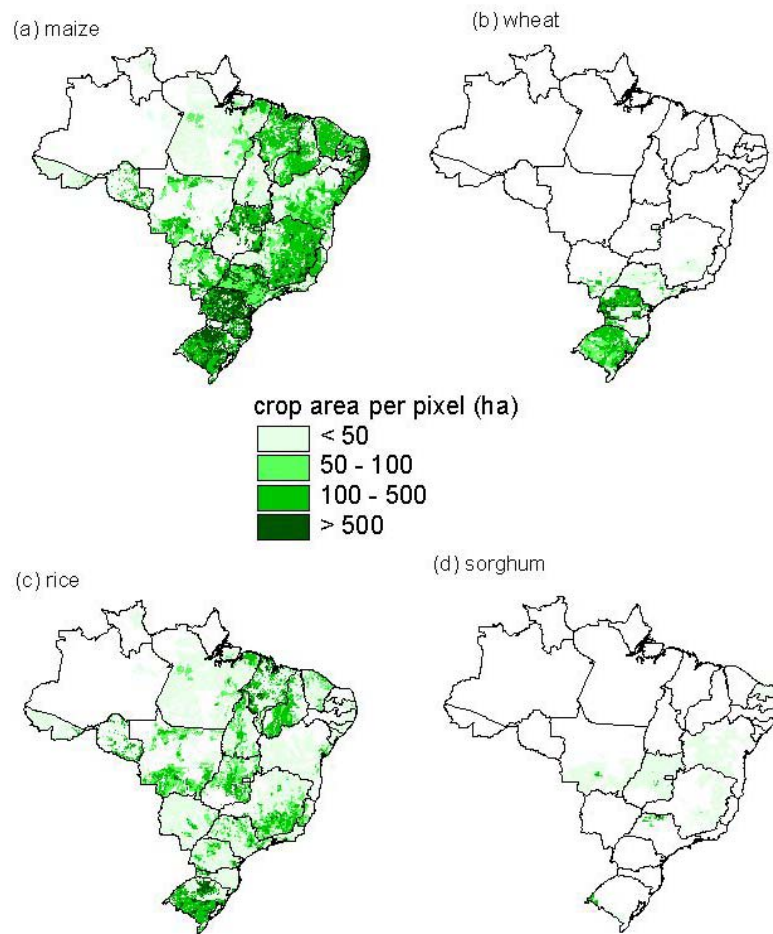 (a) maize
(b) wheat
crop area per pixel (ha)
< 50
50 - 100
100 - 500
> 500
(c) rice
(d) sorghum